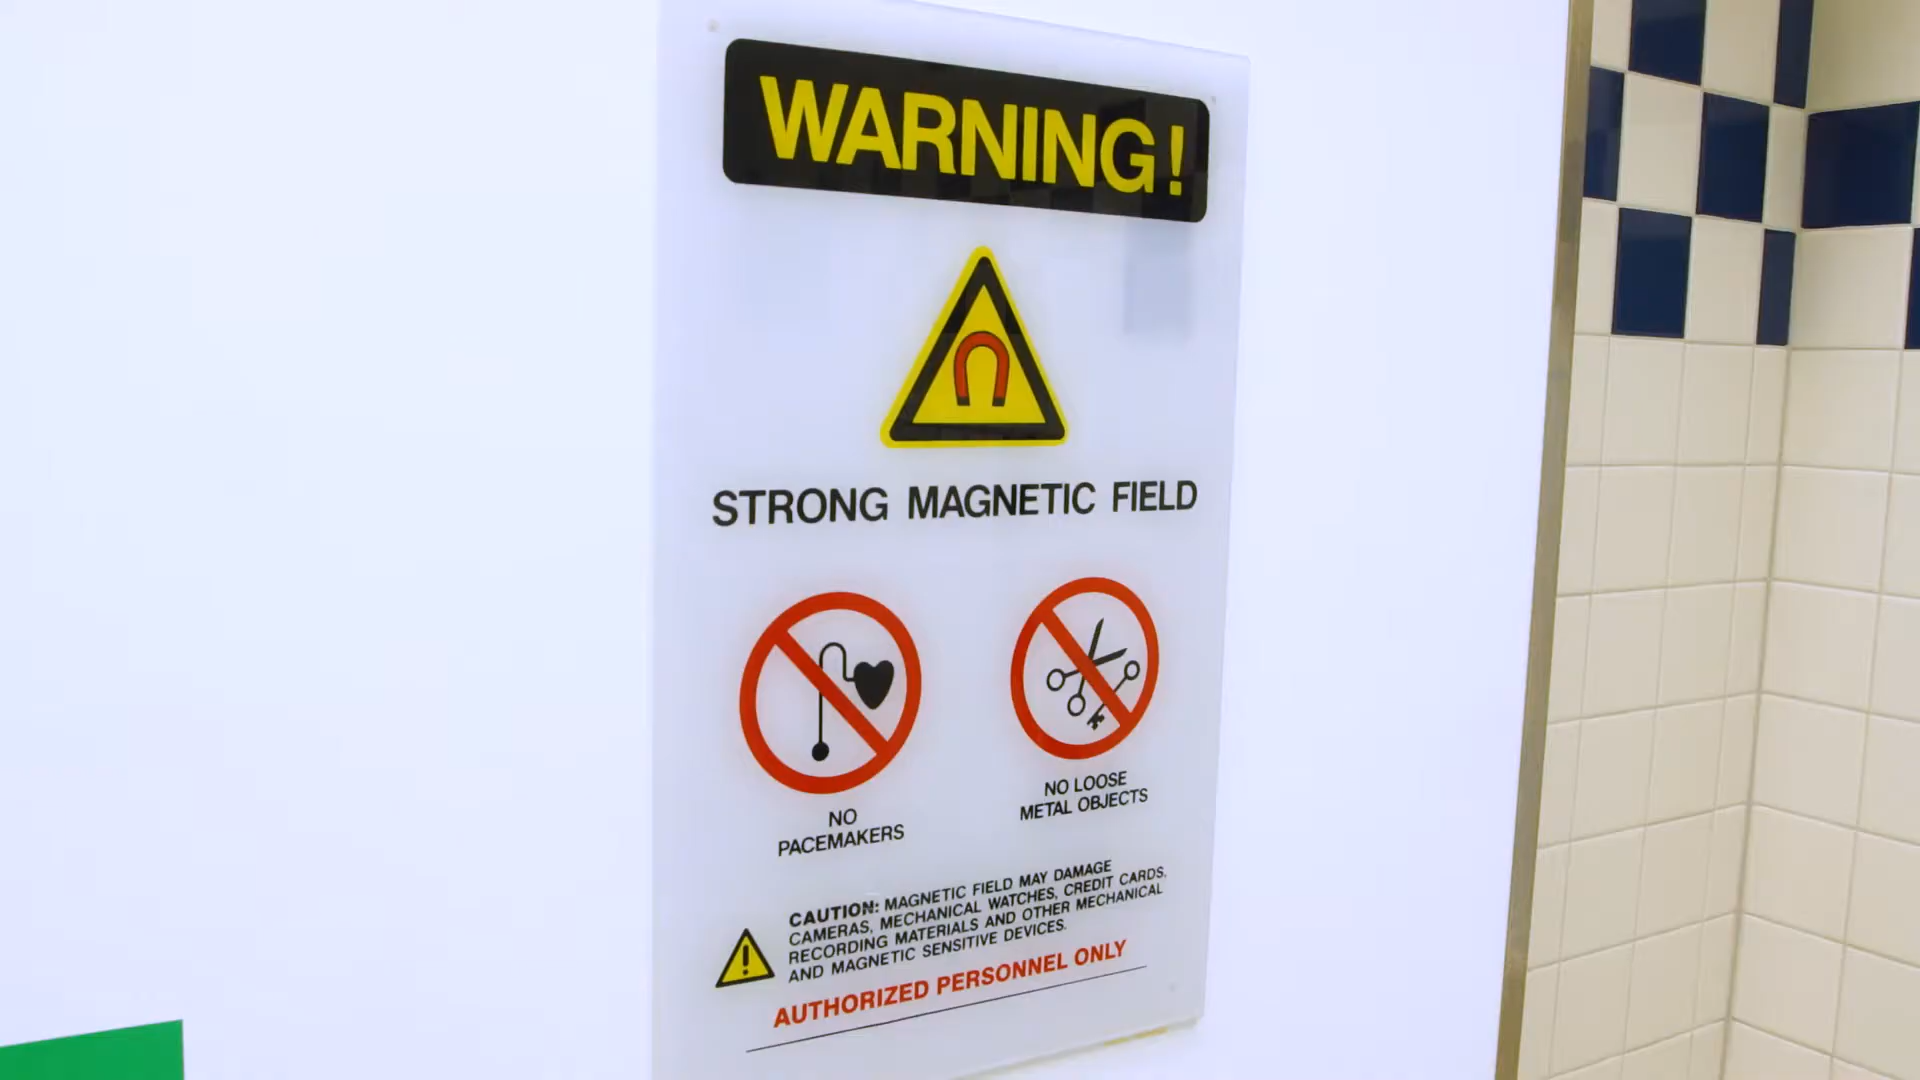 WARNING!
STRONG MAGNETIC FIELD
NO
PACEMAKERS
NO LOOSE
METAL OBJECTS
CAUTION: MAGNETIC FIELD MAY DAMAGE
CAMERAS, MECHANICAL WATCHES, CREDIT CARDS,
RECORDING MATERIALS AND OTHER MECHANICAL
AND MAGNETIC SENSITIVE DEVICES.
AUTHORIZED PERSONNEL ONLY